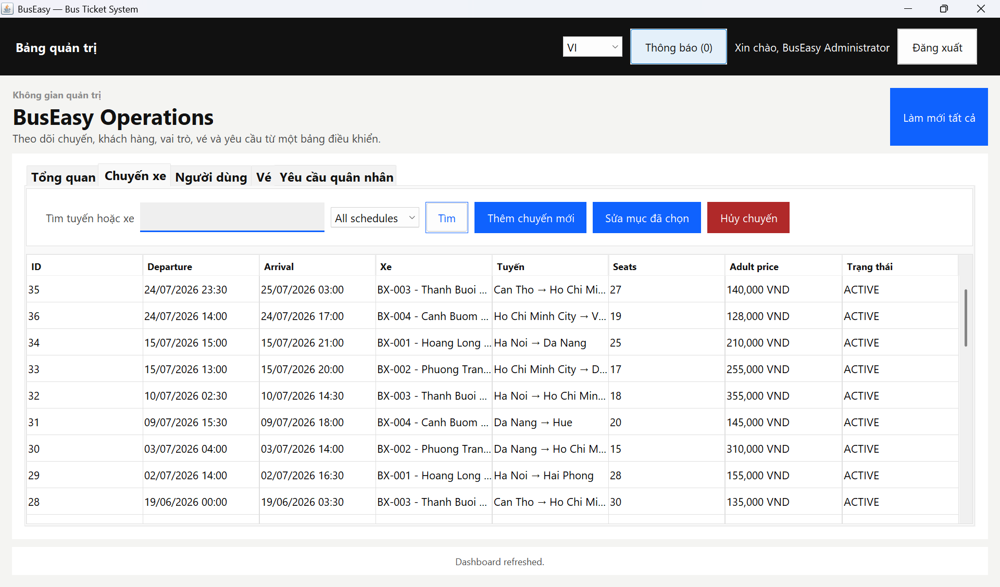 BusEasy — Bus Ticket System
Bảng quản trị
VI
Thông báo (0)
Xin chào, BusEasy Administrator
Đăng xuất
Không gian quản trị
BusEasy Operations
Theo dõi chuyến, khách hàng, vai trò, vé và yêu cầu từ một bảng điều khiển.
Làm mới tất cả
Tổng quan Chuyến xe Người dùng Vé Yêu cầu quân nhân
Tìm tuyến hoặc xe All schedules Tìm Thêm chuyến mới Sửa mục đã chọn Hủy chuyến
ID Departure Arrival Xe Tuyến Seats Adult price Trạng thái
35 24/07/2026 23:30 25/07/2026 03:00 BX-003 - Thanh Buoi ... Can Tho → Ho Chi Mi... 27 140,000 VND ACTIVE
36 24/07/2026 14:00 24/07/2026 17:00 BX-004 - Canh Buom ... Ho Chi Minh City → V... 19 128,000 VND ACTIVE
34 15/07/2026 15:00 15/07/2026 21:00 BX-001 - Hoang Long ... Ha Noi → Da Nang 25 210,000 VND ACTIVE
33 15/07/2026 13:00 15/07/2026 20:00 BX-002 - Phuong Tran... Ho Chi Minh City → D... 17 255,000 VND ACTIVE
32 10/07/2026 02:30 10/07/2026 14:30 BX-003 - Thanh Buoi ... Ha Noi → Ho Chi Min... 18 355,000 VND ACTIVE
31 09/07/2026 15:30 09/07/2026 18:00 BX-004 - Canh Buom ... Da Nang → Hue 20 145,000 VND ACTIVE
30 03/07/2026 04:00 03/07/2026 14:00 BX-002 - Phuong Tran... Da Nang → Ho Chi M... 15 310,000 VND ACTIVE
29 02/07/2026 14:00 02/07/2026 16:30 BX-001 - Hoang Long ... Ha Noi → Hai Phong 28 155,000 VND ACTIVE
28 19/06/2026 00:00 19/06/2026 03:30 BX-003 - Thanh Buoi ... Can Tho → Ho Chi Mi... 30 135,000 VND ACTIVE
Dashboard refreshed.